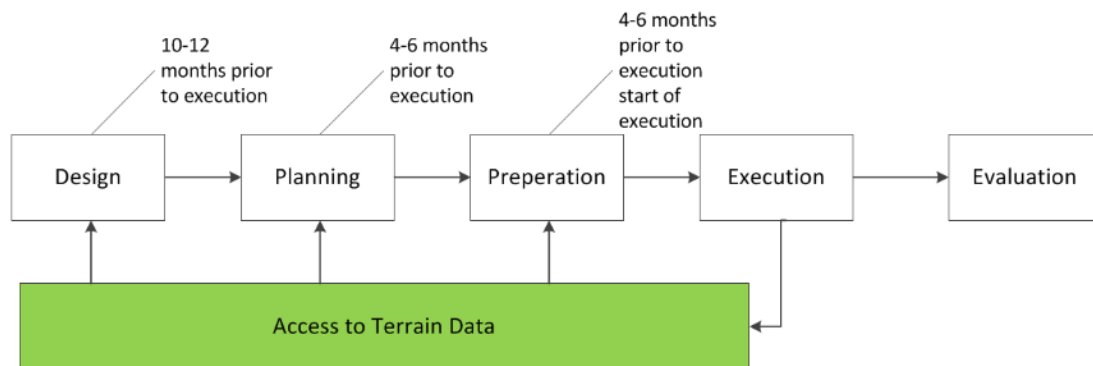 10-12
months prior
to execution
4-6 months
prior to
execution
4-6 months
prior to
execution
start of
execution
Design
Planning
Preperation
Execution
Evaluation
Access to Terrain Data